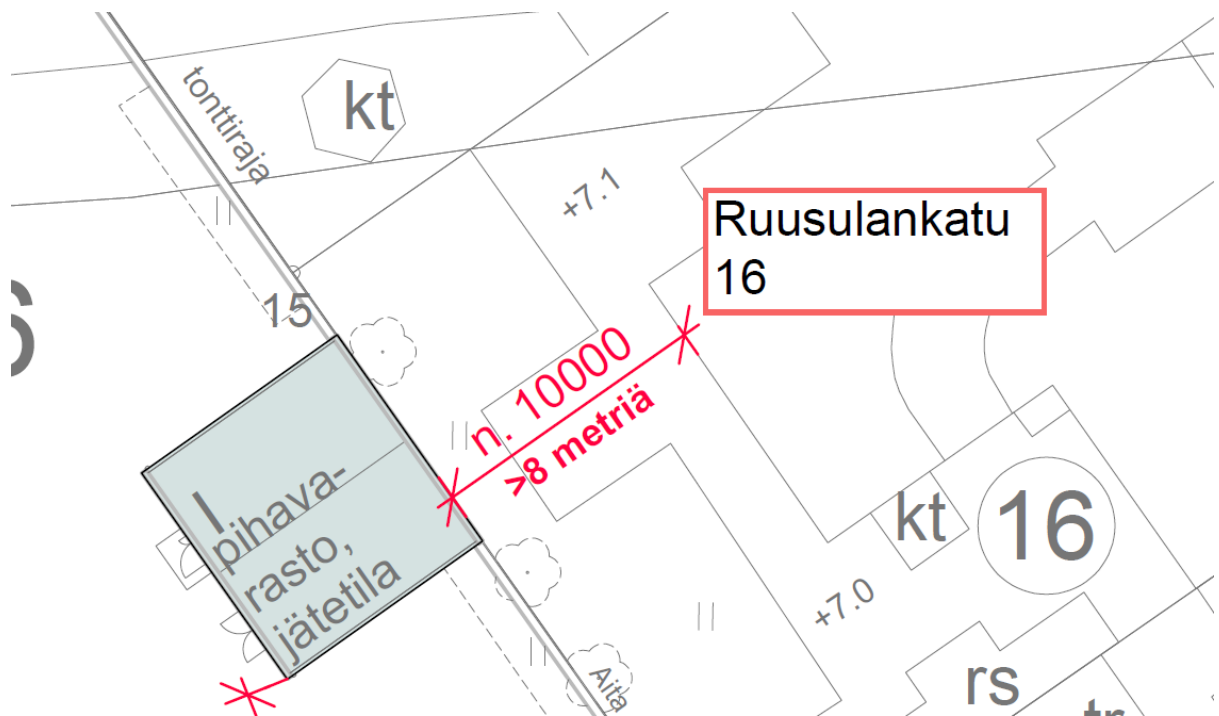 tonttiraja
kt
+7.1
Ruusulankatu
16
15
n. 10000
>8 metriä
I
pihava-
rasto,
jätetila
kt
16
+7.0
Aita
rs
tr